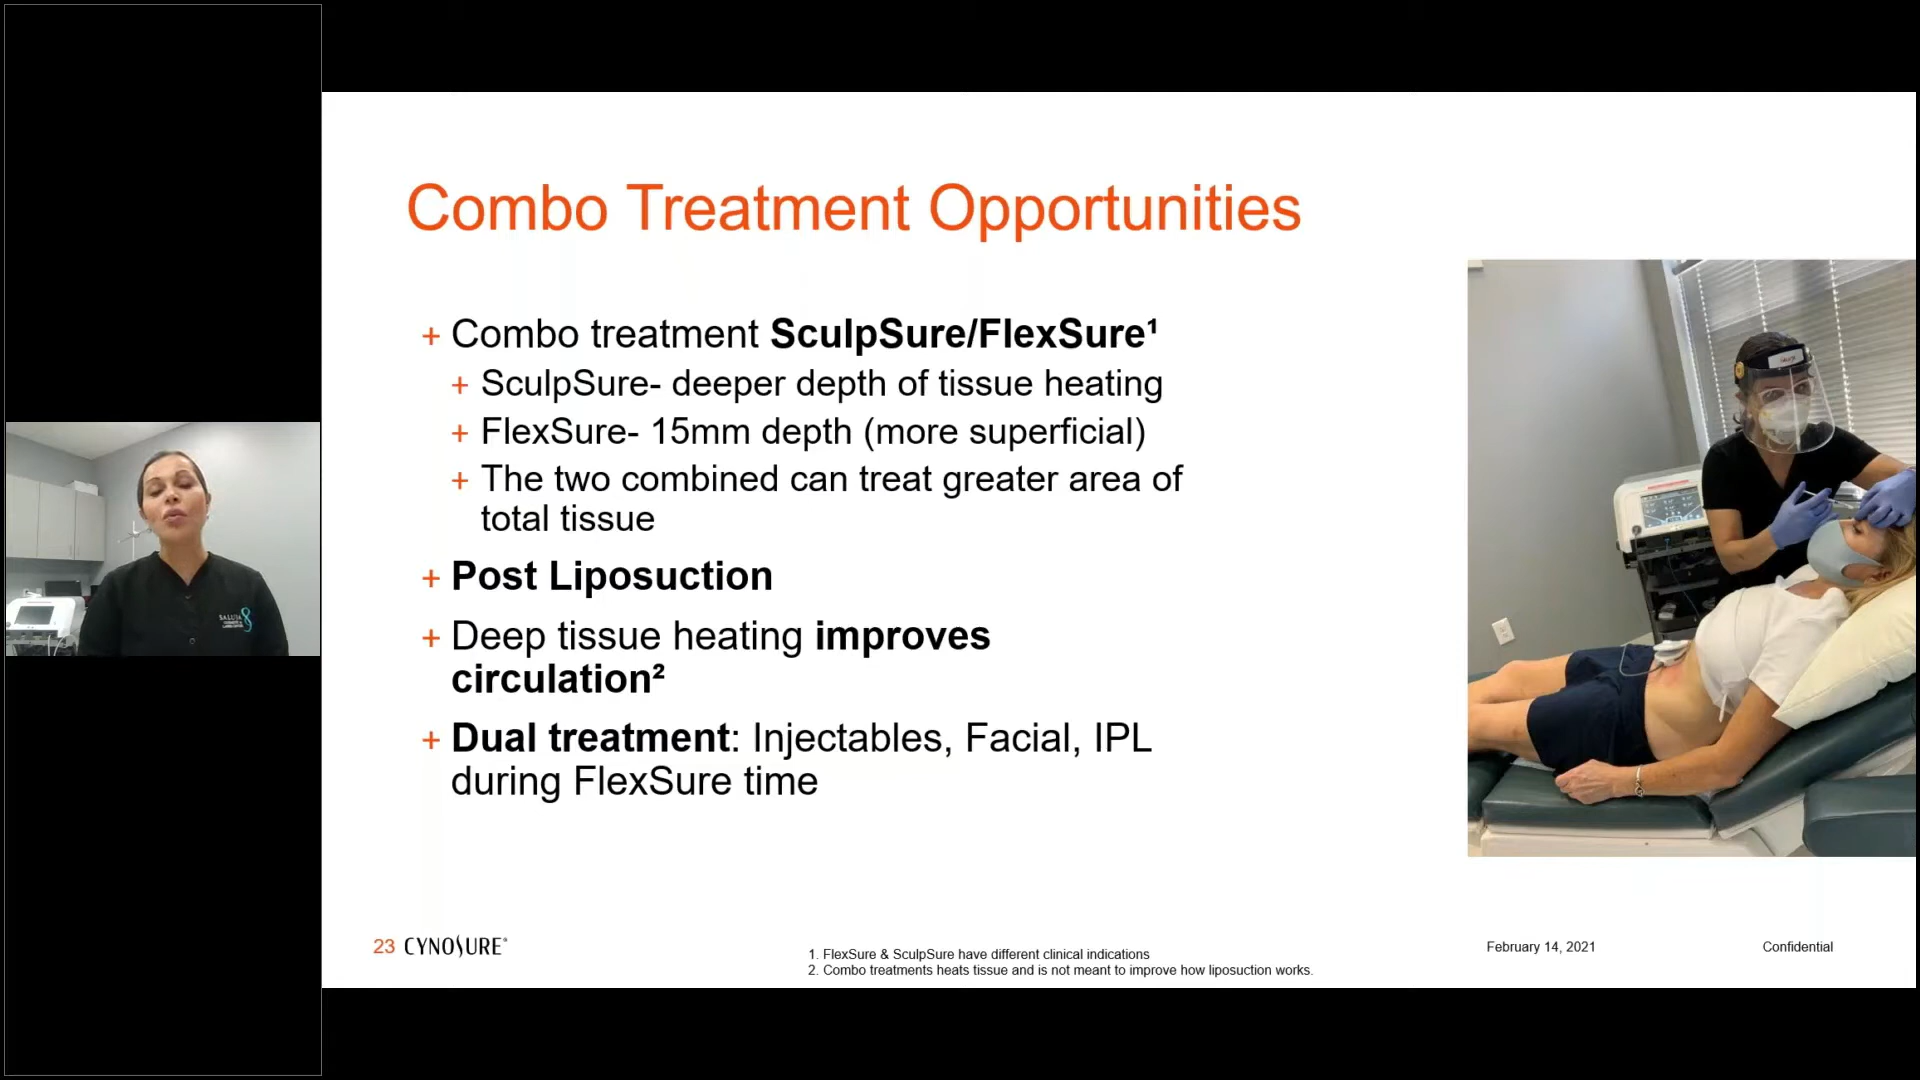 Combo Treatment Opportunities
+ Combo treatment SculpSure/FlexSure¹
+ SculpSure- deeper depth of tissue heating
+ FlexSure- 15mm depth (more superficial)
+ The two combined can treat greater area of
total tissue
+ Post Liposuction
+ Deep tissue heating improves
circulation²
+ Dual treatment: Injectables, Facial, IPL
during FlexSure time
23 CYNOSURE®
1. FlexSure & SculpSure have different clinical indications
2. Combo treatments heats tissue and is not meant to improve how liposuction works.
February 14, 2021
Confidential